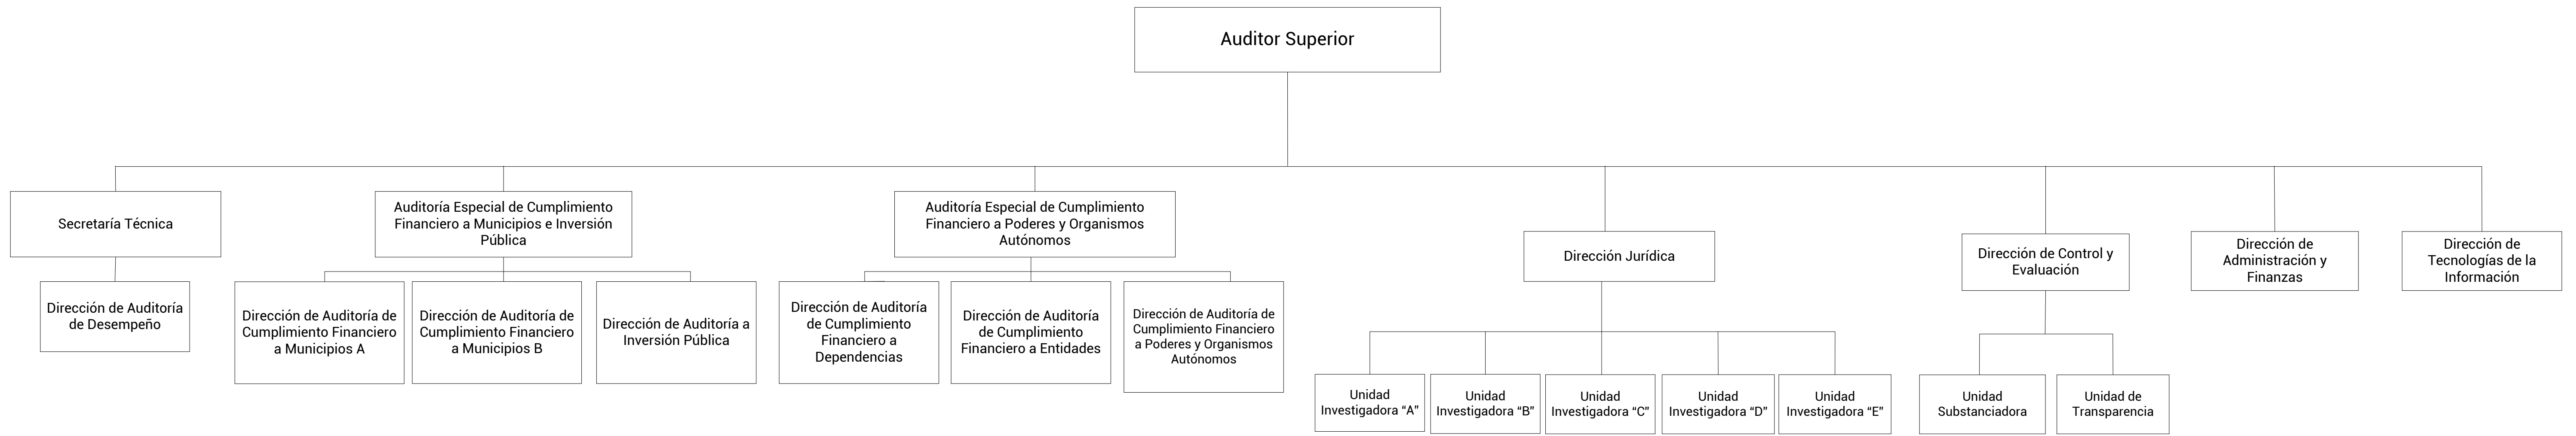 Auditor Superior
Secretaría Técnica
Auditoría Especial de Cumplimiento
Financiero a Municipios e Inversión
Pública
Auditoría Especial de Cumplimiento
Financiero a Poderes y Organismos
Autónomos
Dirección Jurídica
Dirección de Control y
Evaluación
Dirección de
Administración y
Finanzas
Dirección de
Tecnologías de la
Información
Dirección de Auditoría
de Desempeño
Dirección de Auditoría de
Cumplimiento Financiero
a Municipios A
Dirección de Auditoría de
Cumplimiento Financiero
a Municipios B
Dirección de Auditoría a
Inversión Pública
Dirección de Auditoría
de Cumplimiento
Financiero a
Dependencias
Dirección de Auditoría
de Cumplimiento
Financiero a Entidades
Dirección de Auditoría de
Cumplimiento Financiero
a Poderes y Organismos
Autónomos
Unidad
Investigadora “A”
Unidad
Investigadora “B”
Unidad
Investigadora “C”
Unidad
Investigadora “D”
Unidad
Investigadora “E”
Unidad
Substanciadora
Unidad de
Transparencia